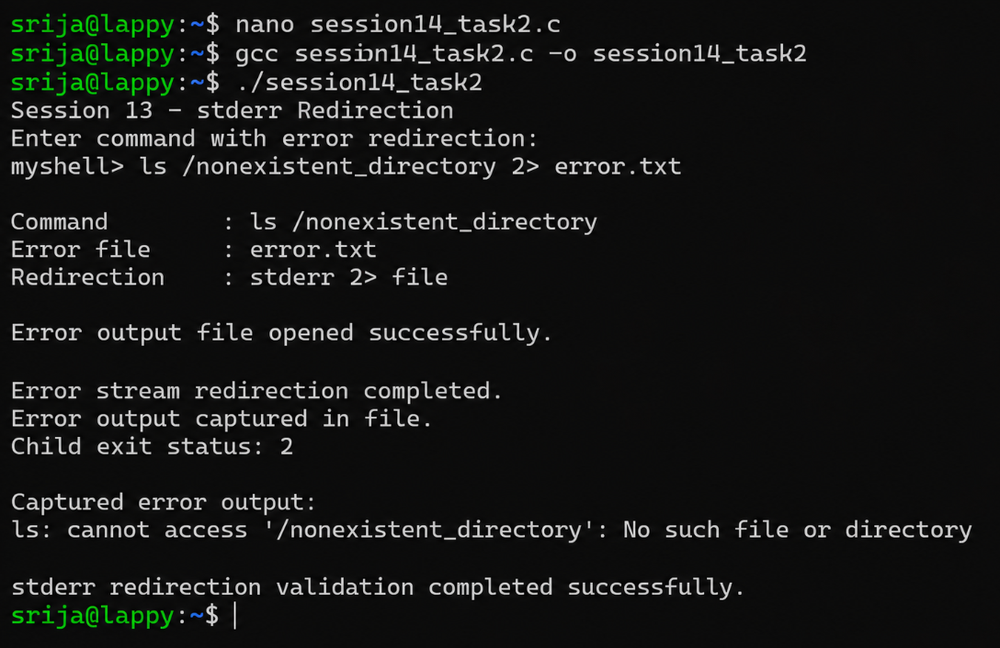 srija@lappy:~$ nano session14_task2.c
srija@lappy:~$ gcc session14_task2.c -o session14_task2
srija@lappy:~$ ./session14_task2
Session 13 - stderr Redirection
Enter command with error redirection:
myshell> ls /nonexistent_directory 2> error.txt
Command        : ls /nonexistent_directory
Error file     : error.txt
Redirection    : stderr 2> file
Error output file opened successfully.
Error stream redirection completed.
Error output captured in file.
Child exit status: 2
Captured error output:
ls: cannot access '/nonexistent_directory': No such file or directory
stderr redirection validation completed successfully.
srija@lappy:~$